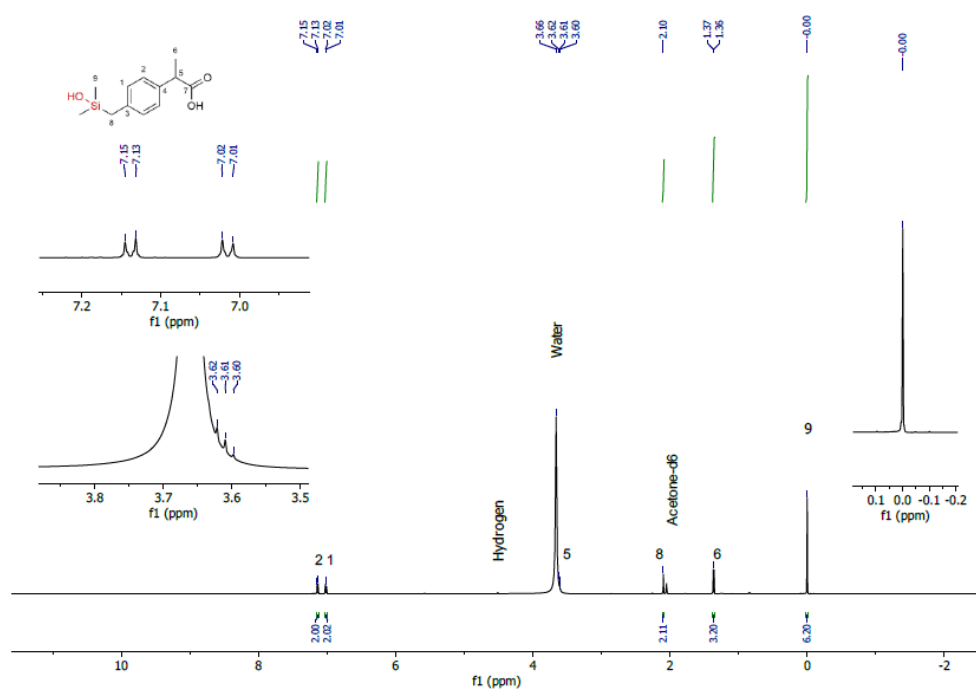 7.15
7.13
7.02
7.01
3.66
3.62
3.61
3.60
2.10
1.37
1.36
-0.00
-0.00
6
9
HO
Si
1
2
5
O
4
7
OH
3
8
7.15
7.13
7.02
7.01
7.2 7.1 7.0
f1 (ppm)
3.62
3.61
3.60
3.8 3.7 3.6 3.5
f1 (ppm)
Hydrogen
Water
Acetone-d6
9
0.1 0.0 -0.1 -0.2
f1 (ppm)
2 1
5
8
6
2.00
2.02
2.11
3.20
6.20
10 8 6 4 2 0 -2
f1 (ppm)